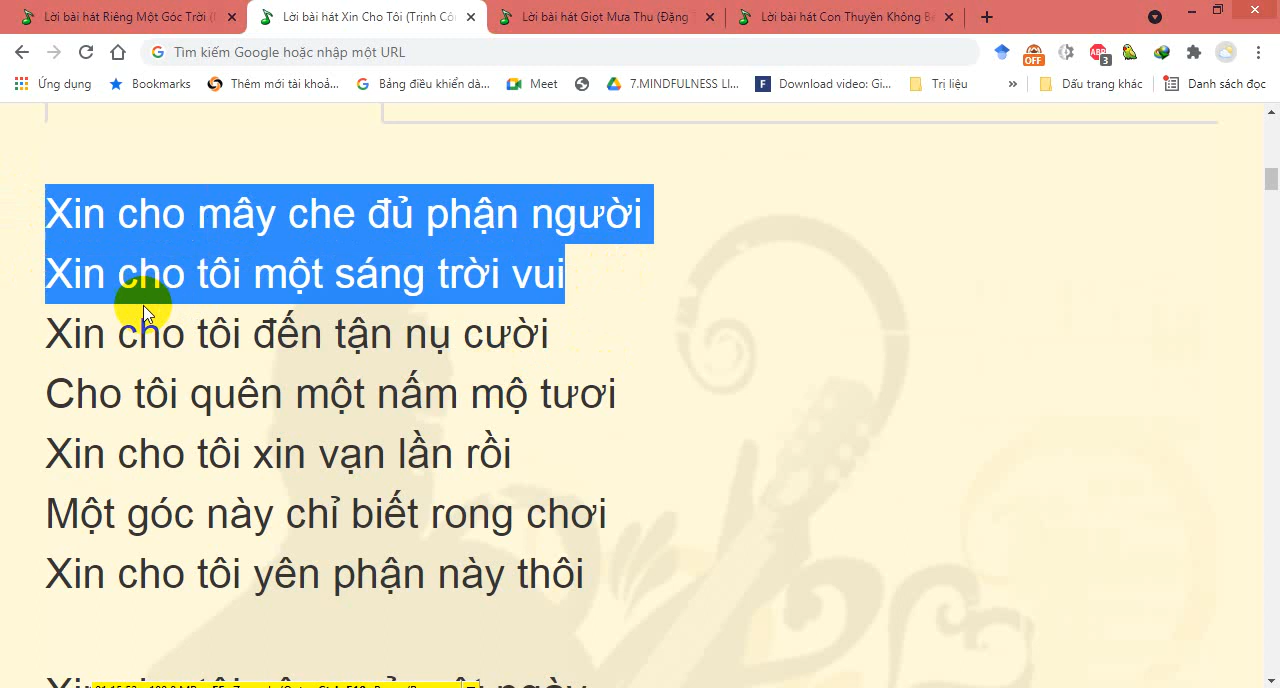 Lời bài hát Riêng Một Góc Trời (
Lời bài hát Xin Cho Tôi (Trịnh Cô
Lời bài hát Giọt Mưa Thu (Đặng T
Lời bài hát Con Thuyền Không B
Tìm kiếm Google hoặc nhập một URL
OFF
ABP
3
Ứng dụng
Bookmarks
Thêm mới tài khoả...
Bảng điều khiển dà...
Meet
7.MINDFULNESS LI...
F
Download video: Gi...
Trị liệu
»
Dấu trang khác
Danh sách đọc
Xin cho mây che đủ phận người
Xin cho tôi một sáng trời vui
Xin cho tôi đến tận nụ cười
Cho tôi quên một nấm mộ tươi
Xin cho tôi xin vạn lần rồi
Một góc này chỉ biết rong chơi
Xin cho tôi yên phận này thôi